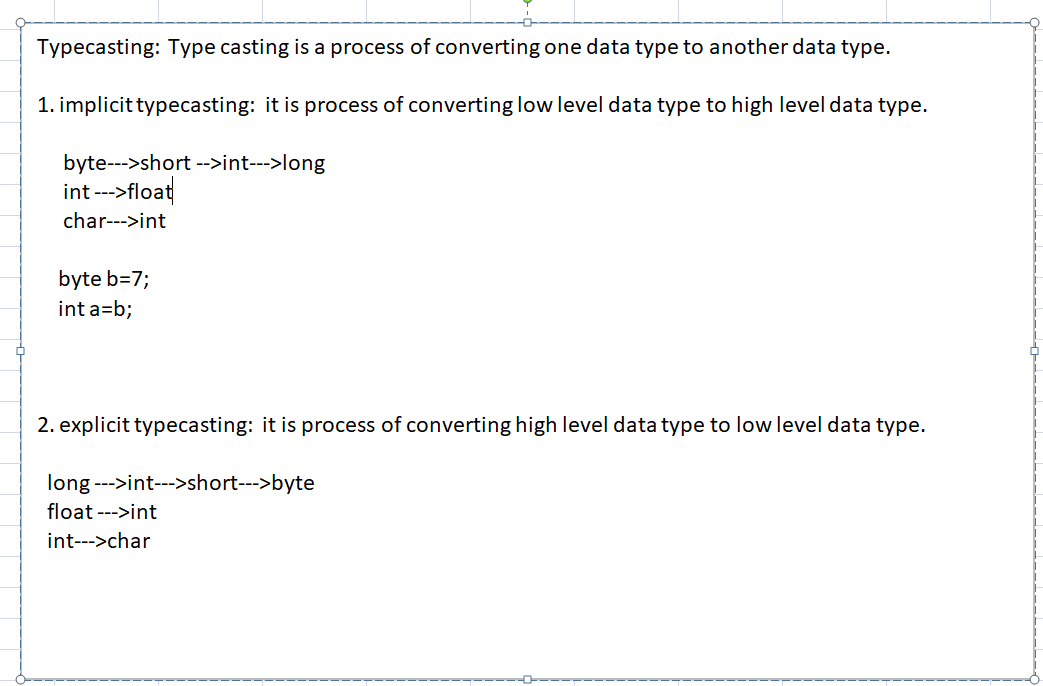 Typecasting: Type casting is a process of converting one data type to another data type.
1. implicit typecasting: it is process of converting low level data type to high level data type.
byte--->short -->int--->long
int --->float
char--->int
byte b=7;
int a=b;
2. explicit typecasting: it is process of converting high level data type to low level data type.
long --->int--->short--->byte
float --->int
int--->char